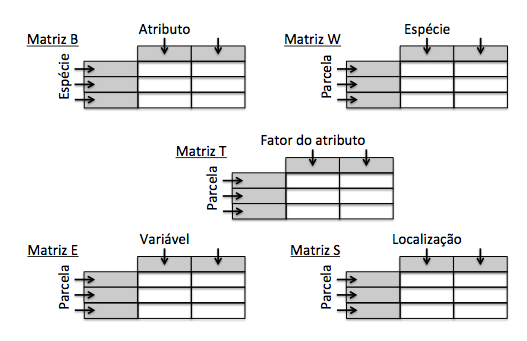 Matriz B
Atributo
Espécie
Matriz W
Espécie
Parcela
Matriz T
Fator do atributo
Parcela
Matriz E
Variável
Parcela
Matriz S
Localização
Parcela